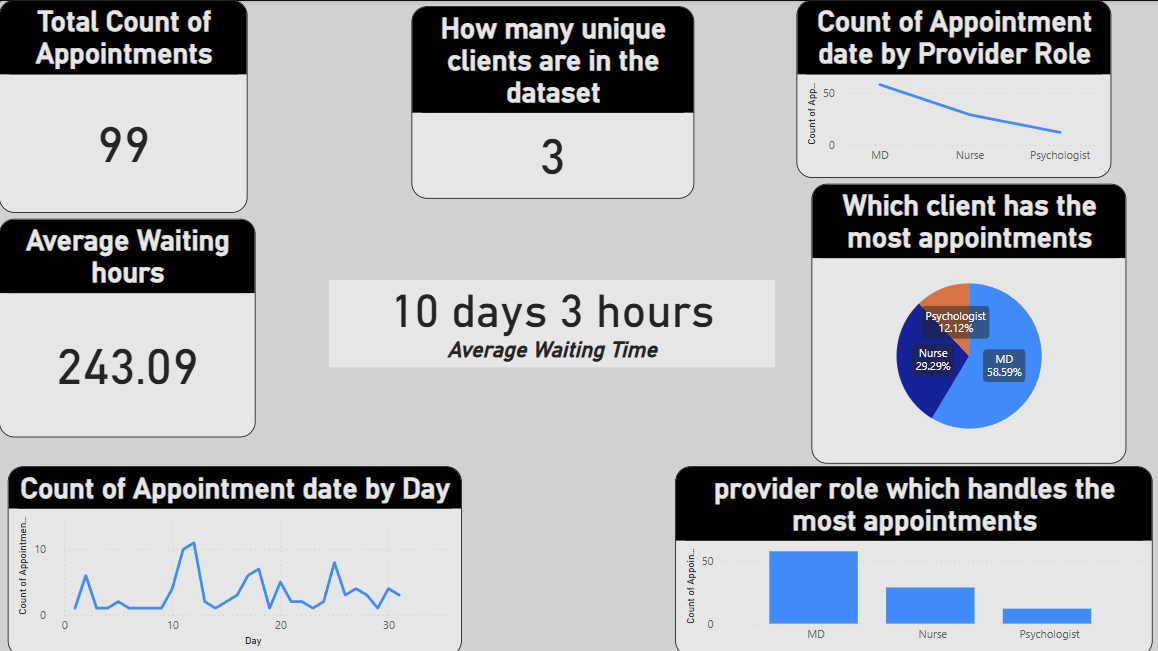 Total Count of
Appointments
99
How many unique
clients are in the
dataset
3
Count of Appointment
date by Provider Role
Count of App...
50
0
MD
Nurse
Psychologist
Average Waiting
hours
243.09
10 days 3 hours
Average Waiting Time
Which client has the
most appointments
Psychologist
12.12%
Nurse
29.29%
MD
58.59%
Count of Appointment date by Day
Count of Appointmen...
10
0
0
10
20
30
Day
provider role which handles the
most appointments
Count of Appoin...
50
0
MD
Nurse
Psychologist